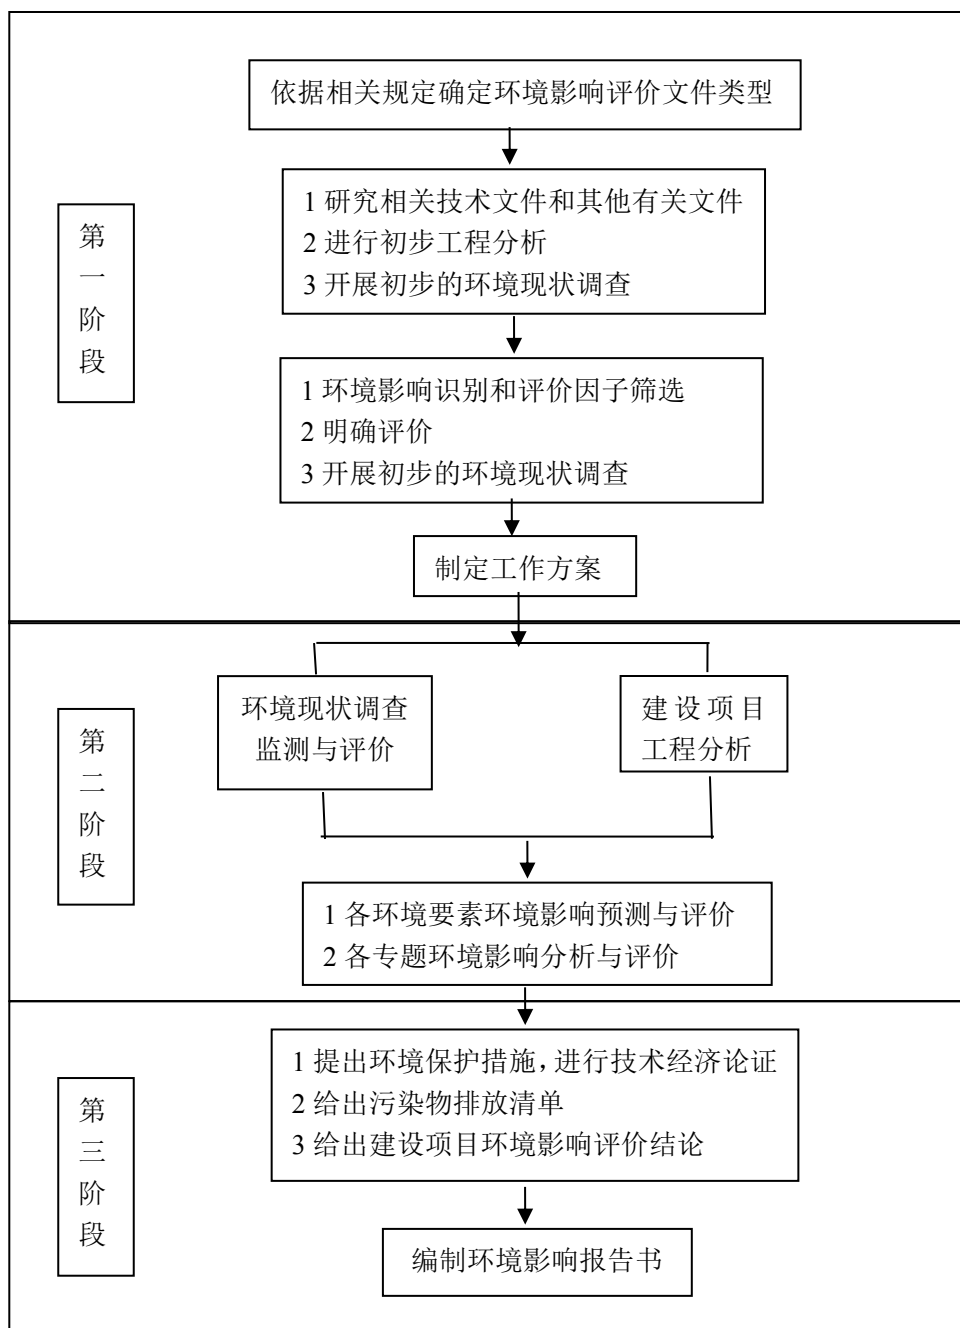 依据相关规定确定环境影响评价文件类型
第
一
阶
段
1 研究相关技术文件和其他有关文件
2 进行初步工程分析
3 开展初步的环境现状调查
1 环境影响识别和评价因子筛选
2 明确评价
3 开展初步的环境现状调查
制定工作方案
第
二
阶
段
环境现状调查
监测与评价
建设项目
工程分析
1 各环境要素环境影响预测与评价
2 各专题环境影响分析与评价
第
三
阶
段
1 提出环境保护措施,进行技术经济论证
2 给出污染物排放清单
3 给出建设项目环境影响评价结论
编制环境影响报告书